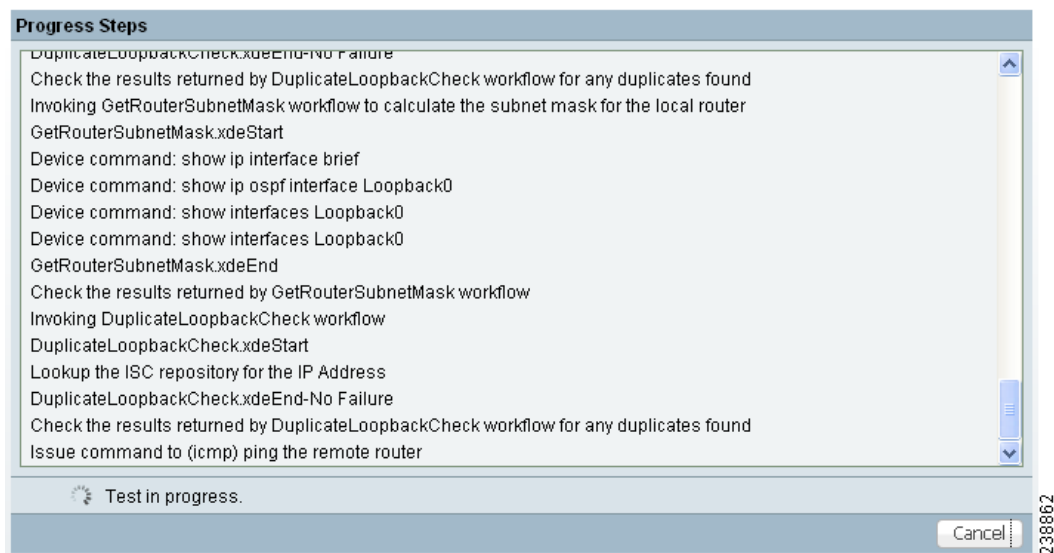 Progress Steps
DuplicateLoopbackCheck.xdeEnd-No Failure
Check the results returned by DuplicateLoopbackCheck workflow for any duplicates found
Invoking GetRouterSubnetMask workflow to calculate the subnet mask for the local router
GetRouterSubnetMask.xdeStart
Device command: show ip interface brief
Device command: show ip ospf interface Loopback0
Device command: show interfaces Loopback0
Device command: show interfaces Loopback0
GetRouterSubnetMask.xdeEnd
Check the results returned by GetRouterSubnetMask workflow
Invoking DuplicateLoopbackCheck workflow
DuplicateLoopbackCheck.xdeStart
Lookup the ISC repository for the IP Address
DuplicateLoopbackCheck.xdeEnd-No Failure
Check the results returned by DuplicateLoopbackCheck workflow for any duplicates found
Issue command to (icmp) ping the remote router
Test in progress.
Cancel
238862